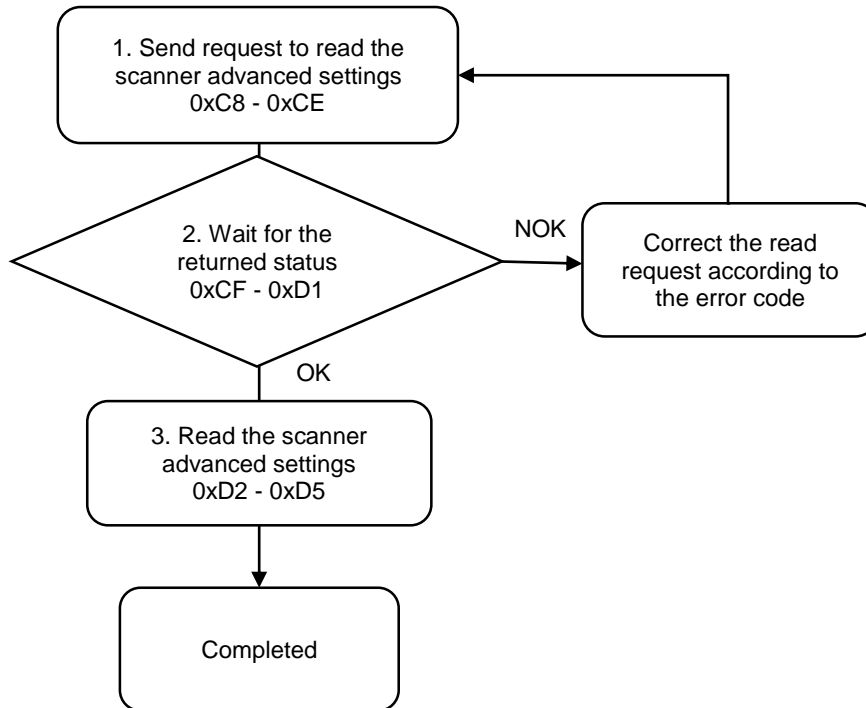 1. Send request to read the
scanner advanced settings
0xC8 - 0xCE
2. Wait for the
returned status
0xCF - 0xD1
NOK
Correct the read
request according to
the error code
OK
3. Read the scanner
advanced settings
0xD2 - 0xD5
Completed